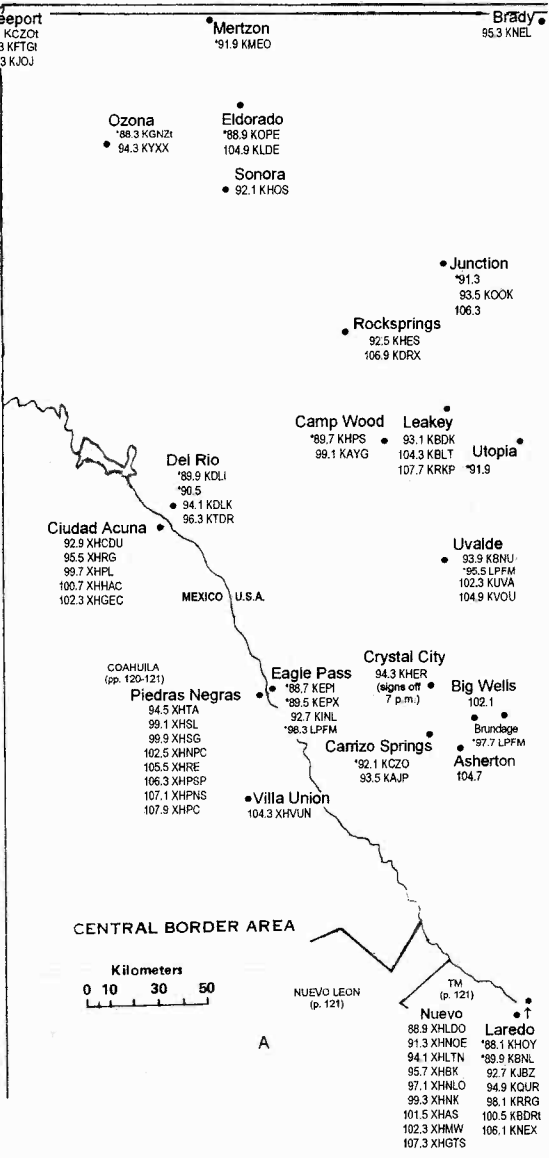 eeport
KCZOt
3 KFTGt
3 KJOJ
Mertzon
*91.9 KMEO
Brady
95.3 KNEL
Ozona
*88.3 KGNZt
94.3 KYXX
Eldorado
*88.9 KOPE
104.9 KLDE
Sonora
92.1 KHOS
Junction
*91.3
93.5 KOOK
106.3
Rocksprings
92.5 KHES
106.9 KDRX
Camp Wood
*89.7 KHPS
99.1 KAYG
Leakey
93.1 KBDK
104.3 KBLT
107.7 KRKP
Utopia
*91.9
Del Rio
*89.9 KDLI
*90.5
94.1 KDLK
96.3 KTDR
Ciudad Acuna
92.9 XHCDU
95.5 XHRG
99.7 XHPL
100.7 XHHAC
102.3 XHGEC
Uvalde
93.9 KBNU
*95.5 LPFM
102.3 KUVA
104.9 KVOU
MEXICO U.S.A.
COAHUILA
(pp. 120-121)
Piedras Negras
94.5 XHTA
99.1 XHSL
99.9 XHSG
102.5 XHNPC
105.5 XHRE
106.3 XHPSP
107.1 XHPNS
107.9 XHPC
Eagle Pass
*88.7 KEPI
*89.5 KEPX
92.7 KINL
*98.3 LPFM
Crystal City
94.3 KHER
(signs off
7 p.m.)
Big Wells
102.1
Brundage
*97.7 LPFM
Carrizo Springs
*92.1 KCZO
93.5 KAJP
Asherton
104.7
Villa Union
104.3 XHVUN
CENTRAL BORDER AREA
Kilometers
0 10 30 50
NUEVO LEON
(p. 121)
TM
(p. 121)
A
Nuevo
88.9 XHLDO
91.3 XHNOE
94.1 XHLTN
95.7 XHBK
97.1 XHNLO
99.3 XHNK
101.5 XHAS
102.3 XHMW
107.3 XHGTS
Laredo
*88.1 KHOY
*89.9 KBNL
92.7 KJBZ
94.9 KQUR
98.1 KRRG
100.5 KBDRt
106.1 KNEX